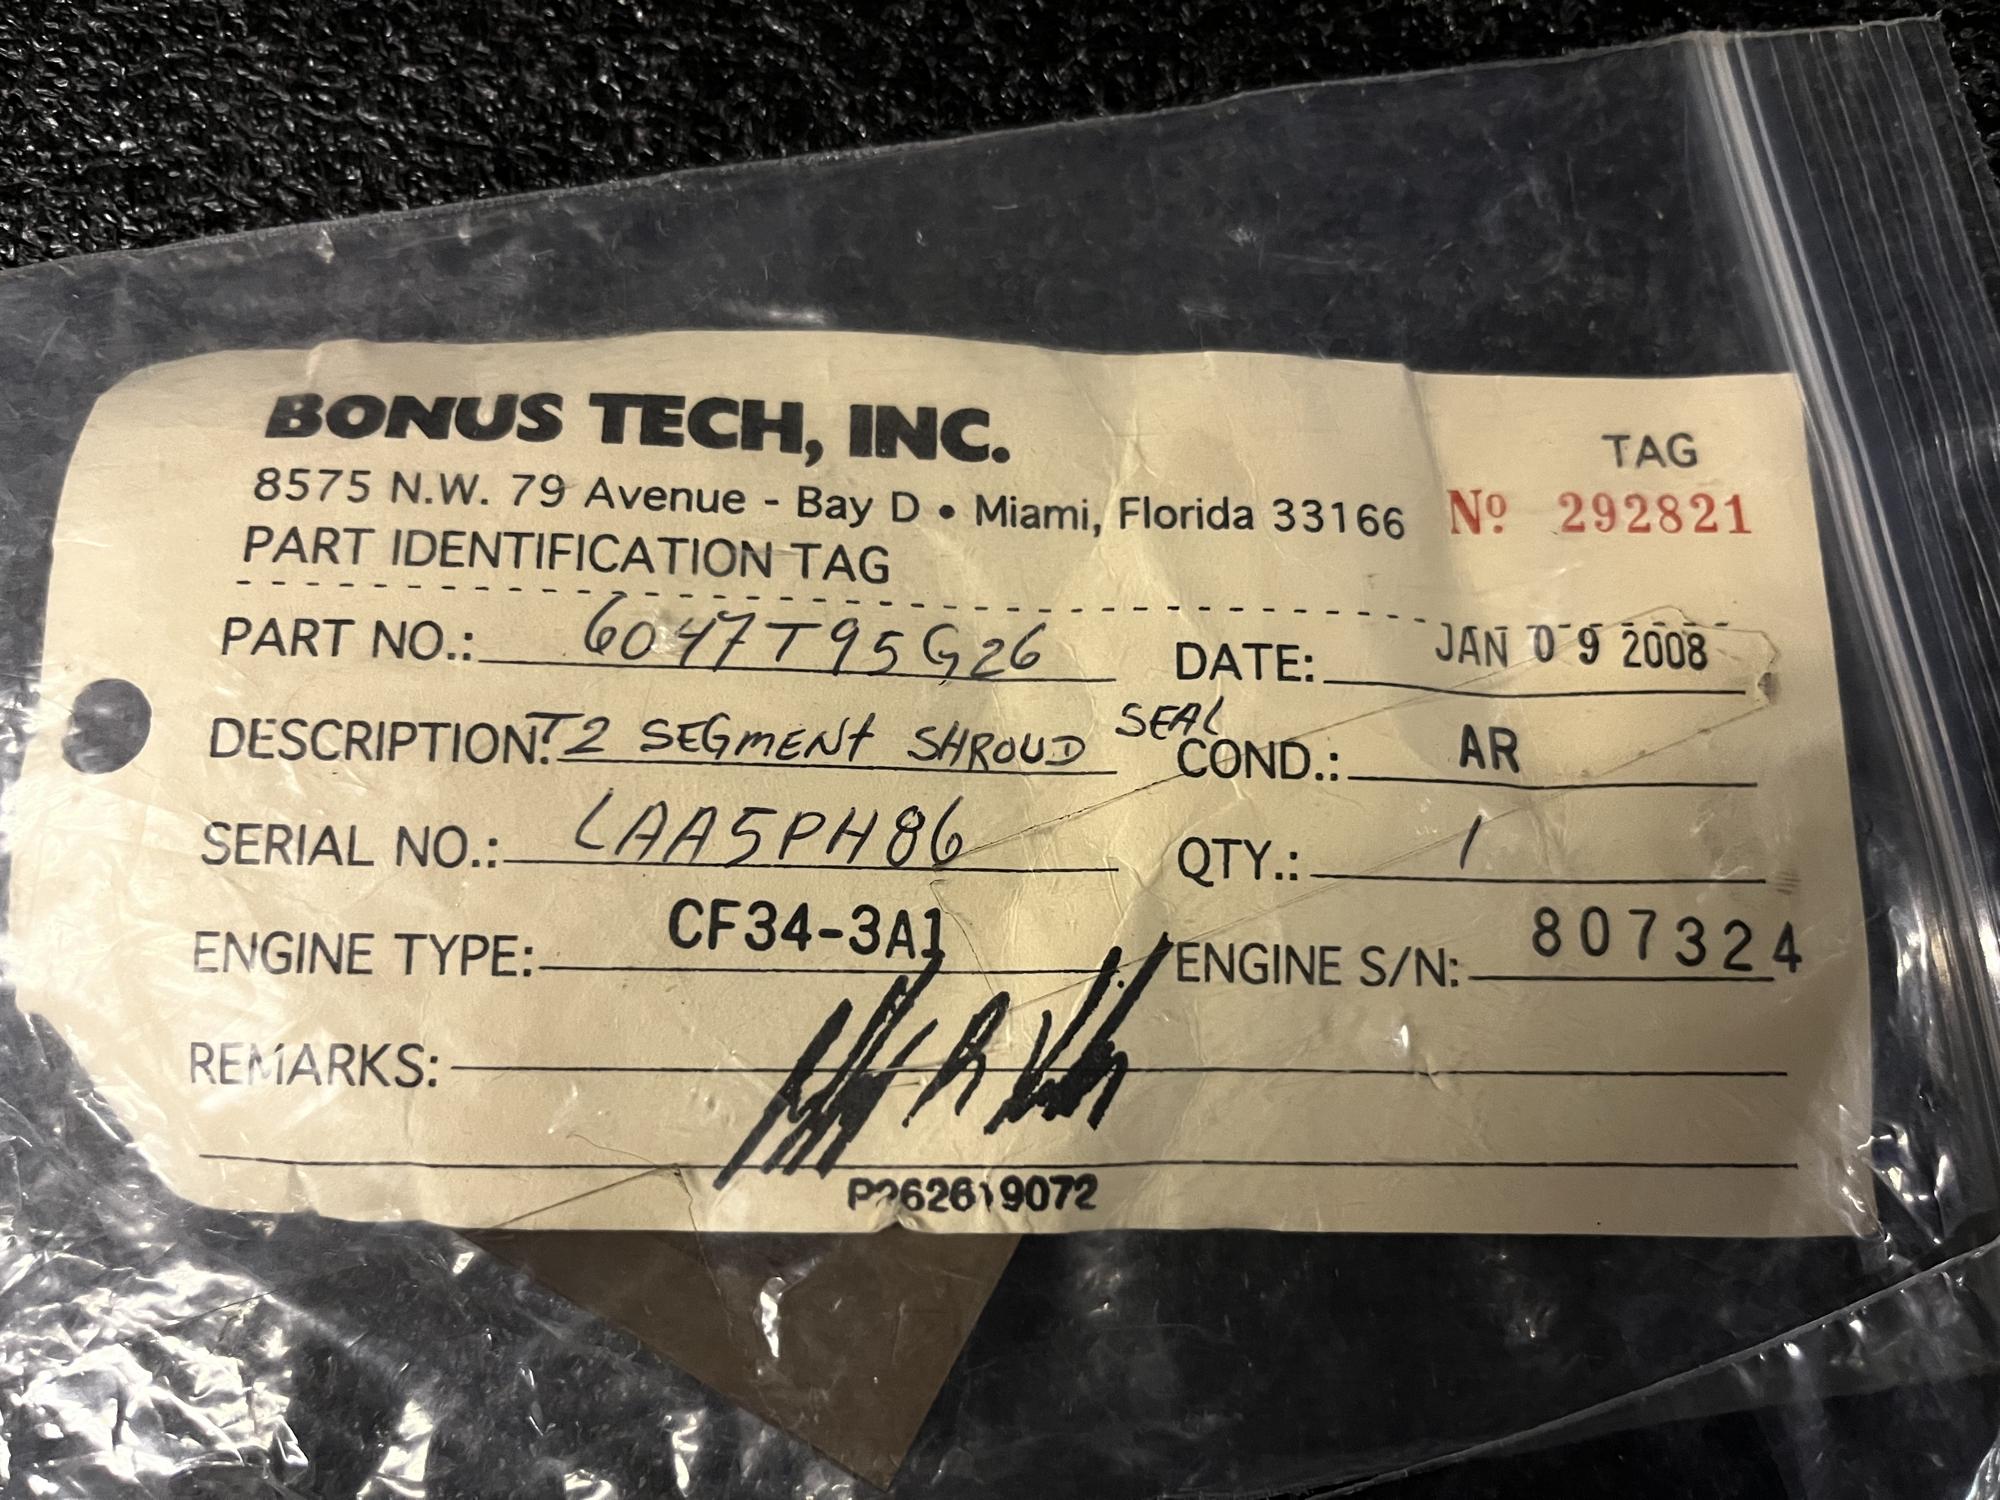 BONUS TECH, INC.
8575 N.W. 79 Avenue - Bay D • Miami, Florida 33166
TAG
Nº 292821
PART IDENTIFICATION TAG
PART NO.: 6047T95G26
DATE: JAN 09 2008
DESCRIPTION: T2 SEGMENT SHROUD SEAL
COND.: AR
SERIAL NO.: LAA5PH86
QTY.: 1
ENGINE TYPE: CF34-3A1
ENGINE S/N: 807324
REMARKS:
P262619072